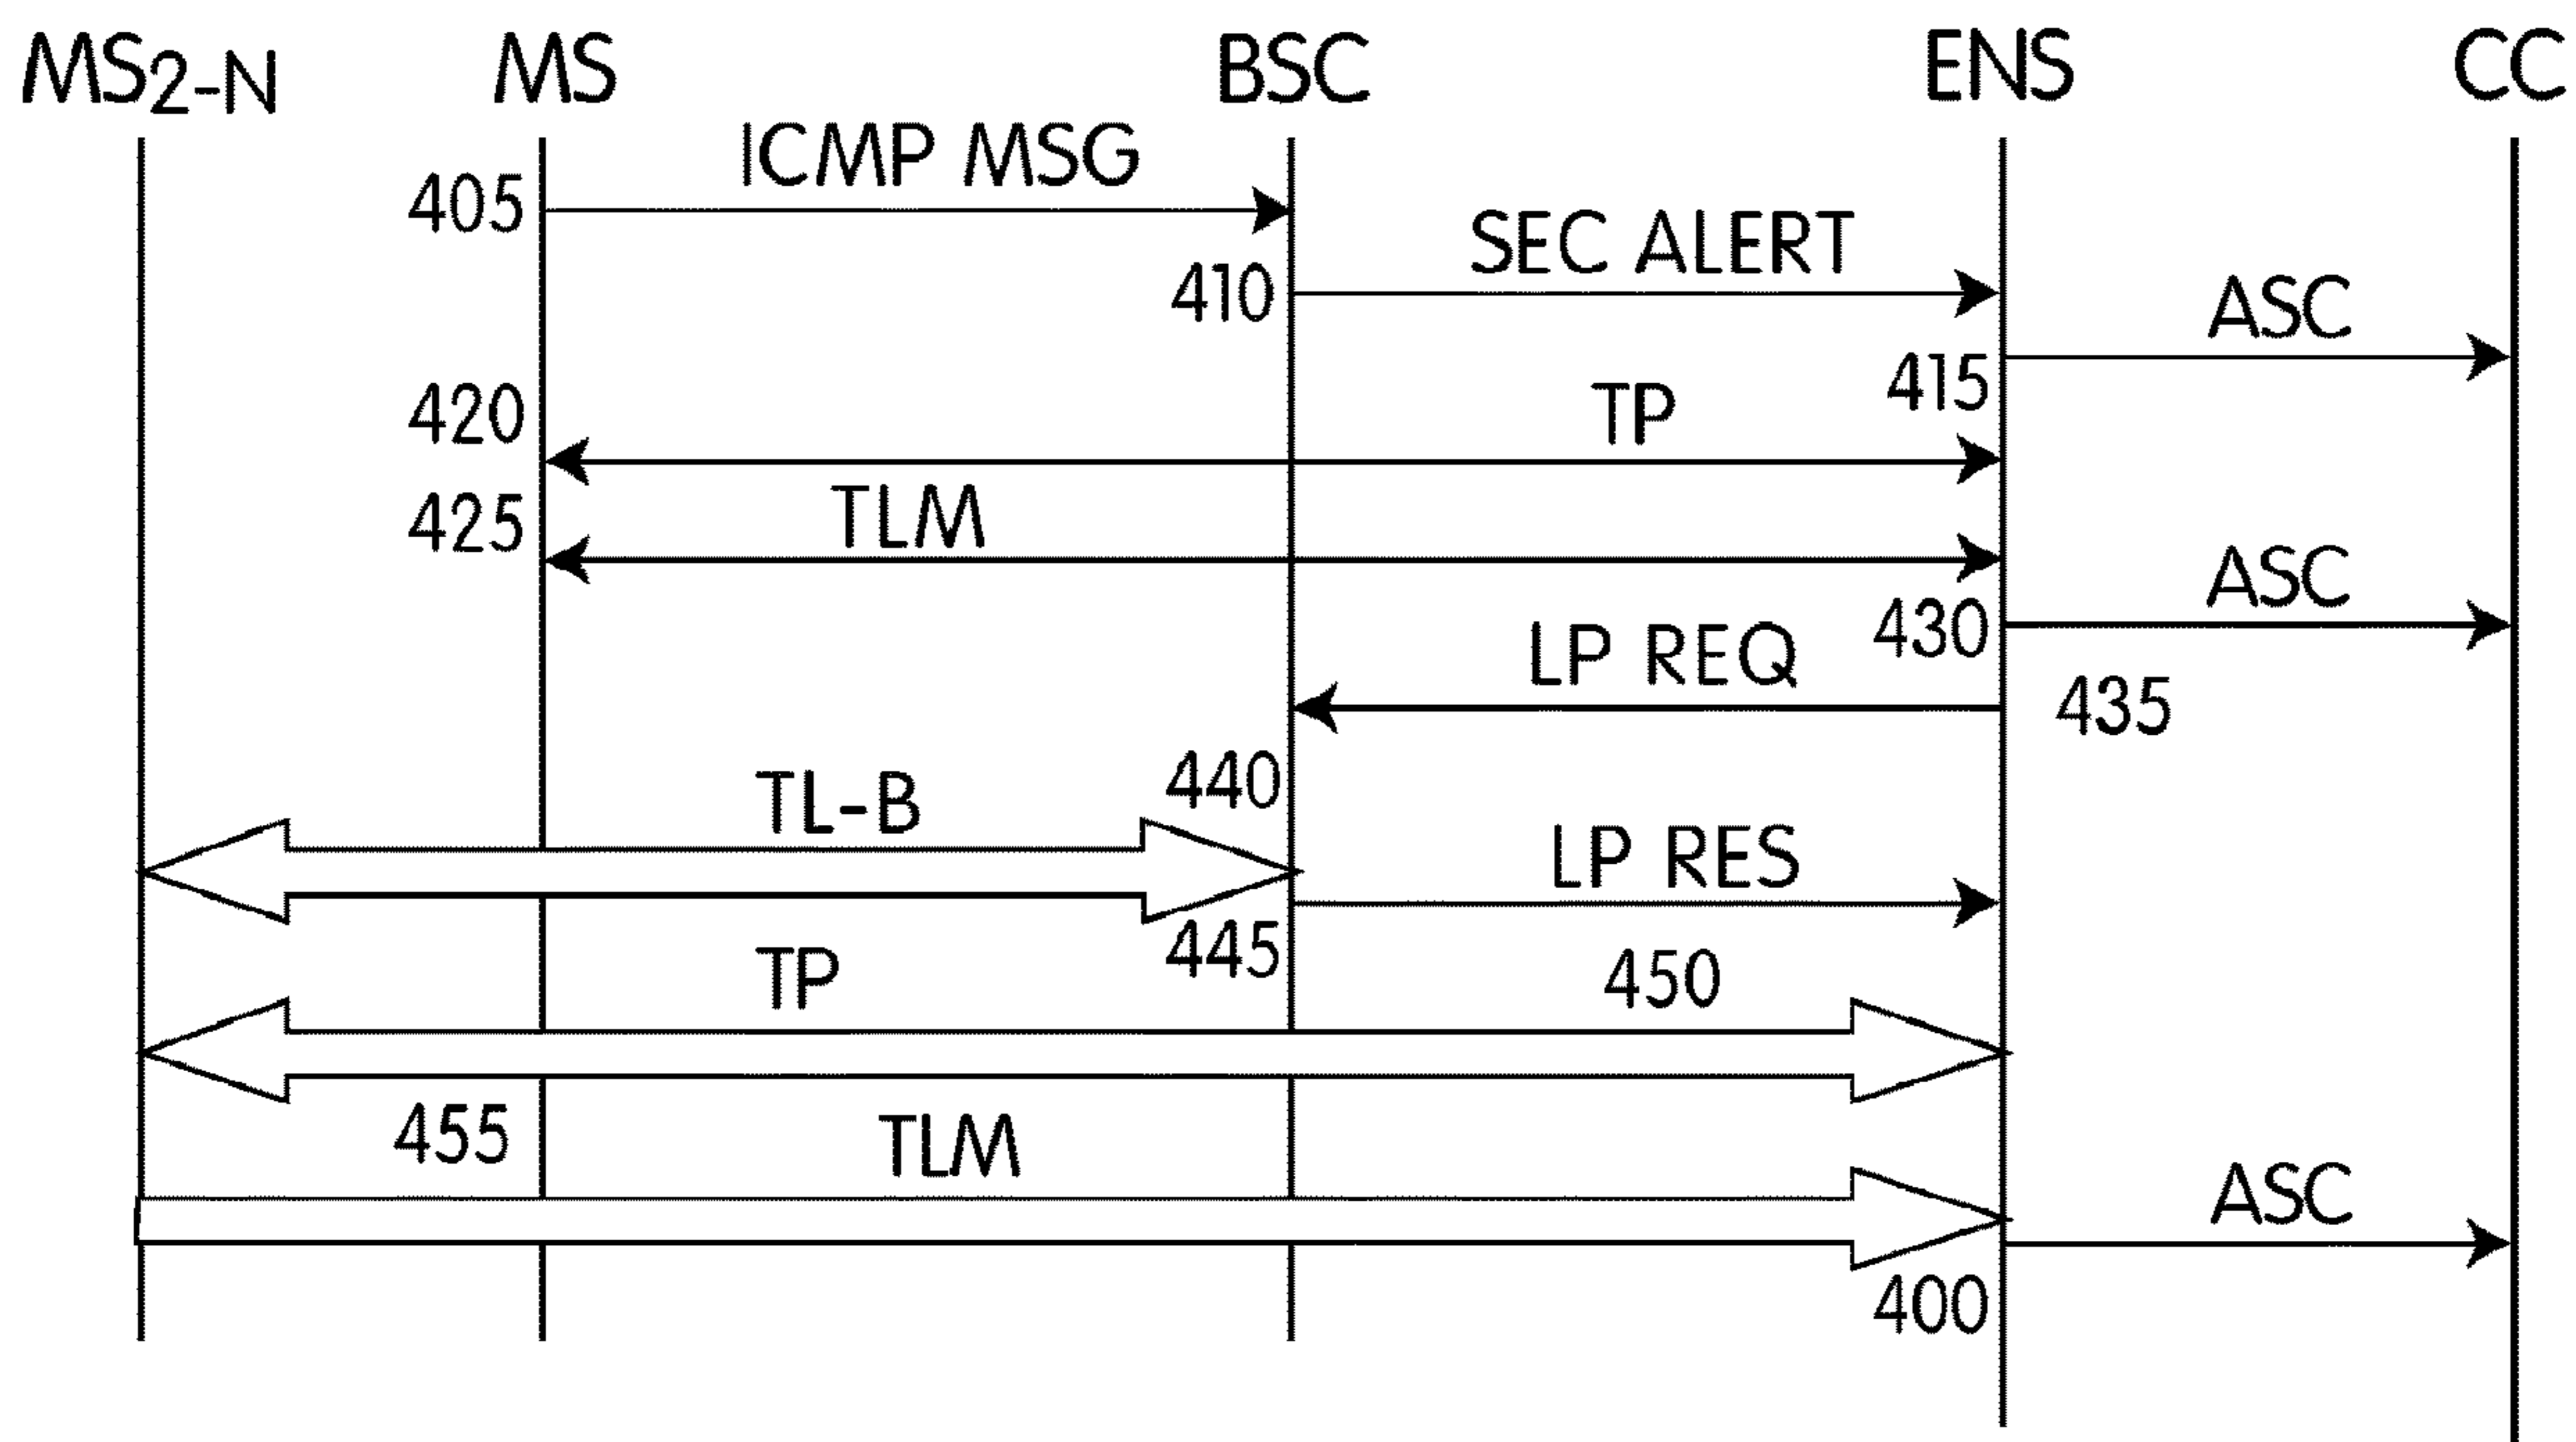 MS2-N MS BSC ENS CC
ICMP MSG
405
SEC ALERT
410
ASC
415
420 TP
425 TLM
ASC
430
LP REQ
435
440
TL-B
LP RES
445
TP 450
455 TLM
ASC
400